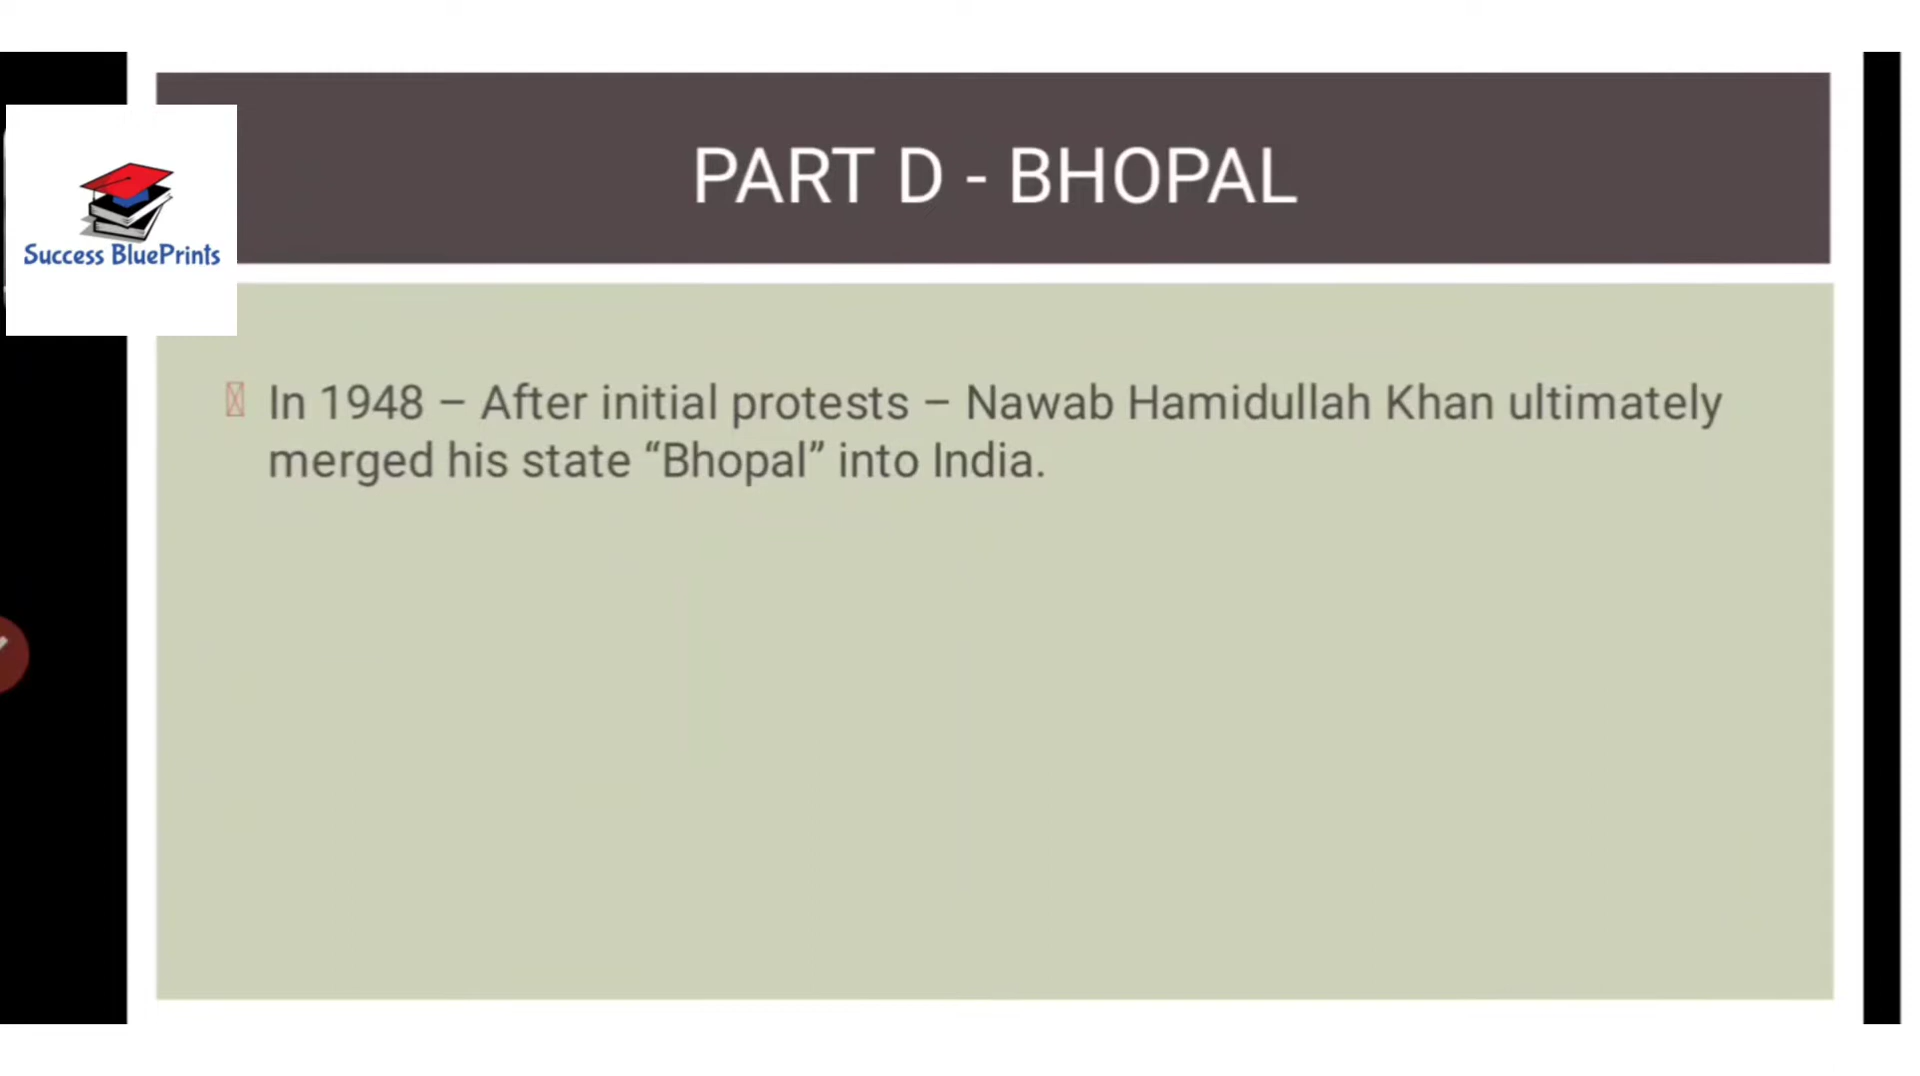 PART D - BHOPAL
Success BluePrints
In 1948 – After initial protests – Nawab Hamidullah Khan ultimately
merged his state “Bhopal” into India.